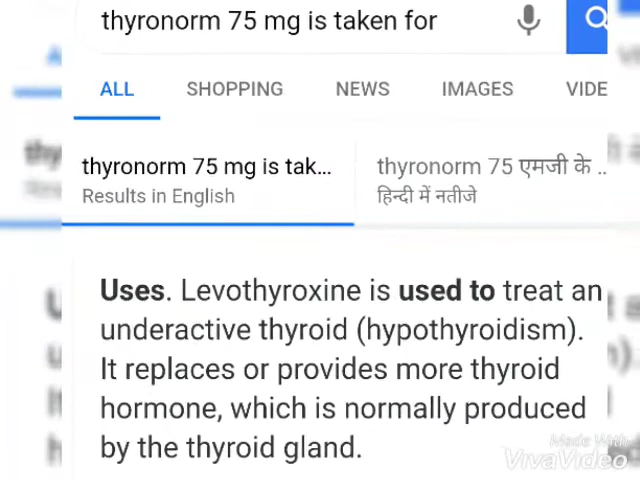 thyronorm 75 mg is taken for
ALL SHOPPING NEWS IMAGES VIDE
thyronorm 75 mg is tak... thyronorm 75 एमजी के ..
Results in English हिन्दी में नतीजे
Uses. Levothyroxine is used to treat an
underactive thyroid (hypothyroidism).
It replaces or provides more thyroid
hormone, which is normally produced
by the thyroid gland.
Made With
VivaVideo